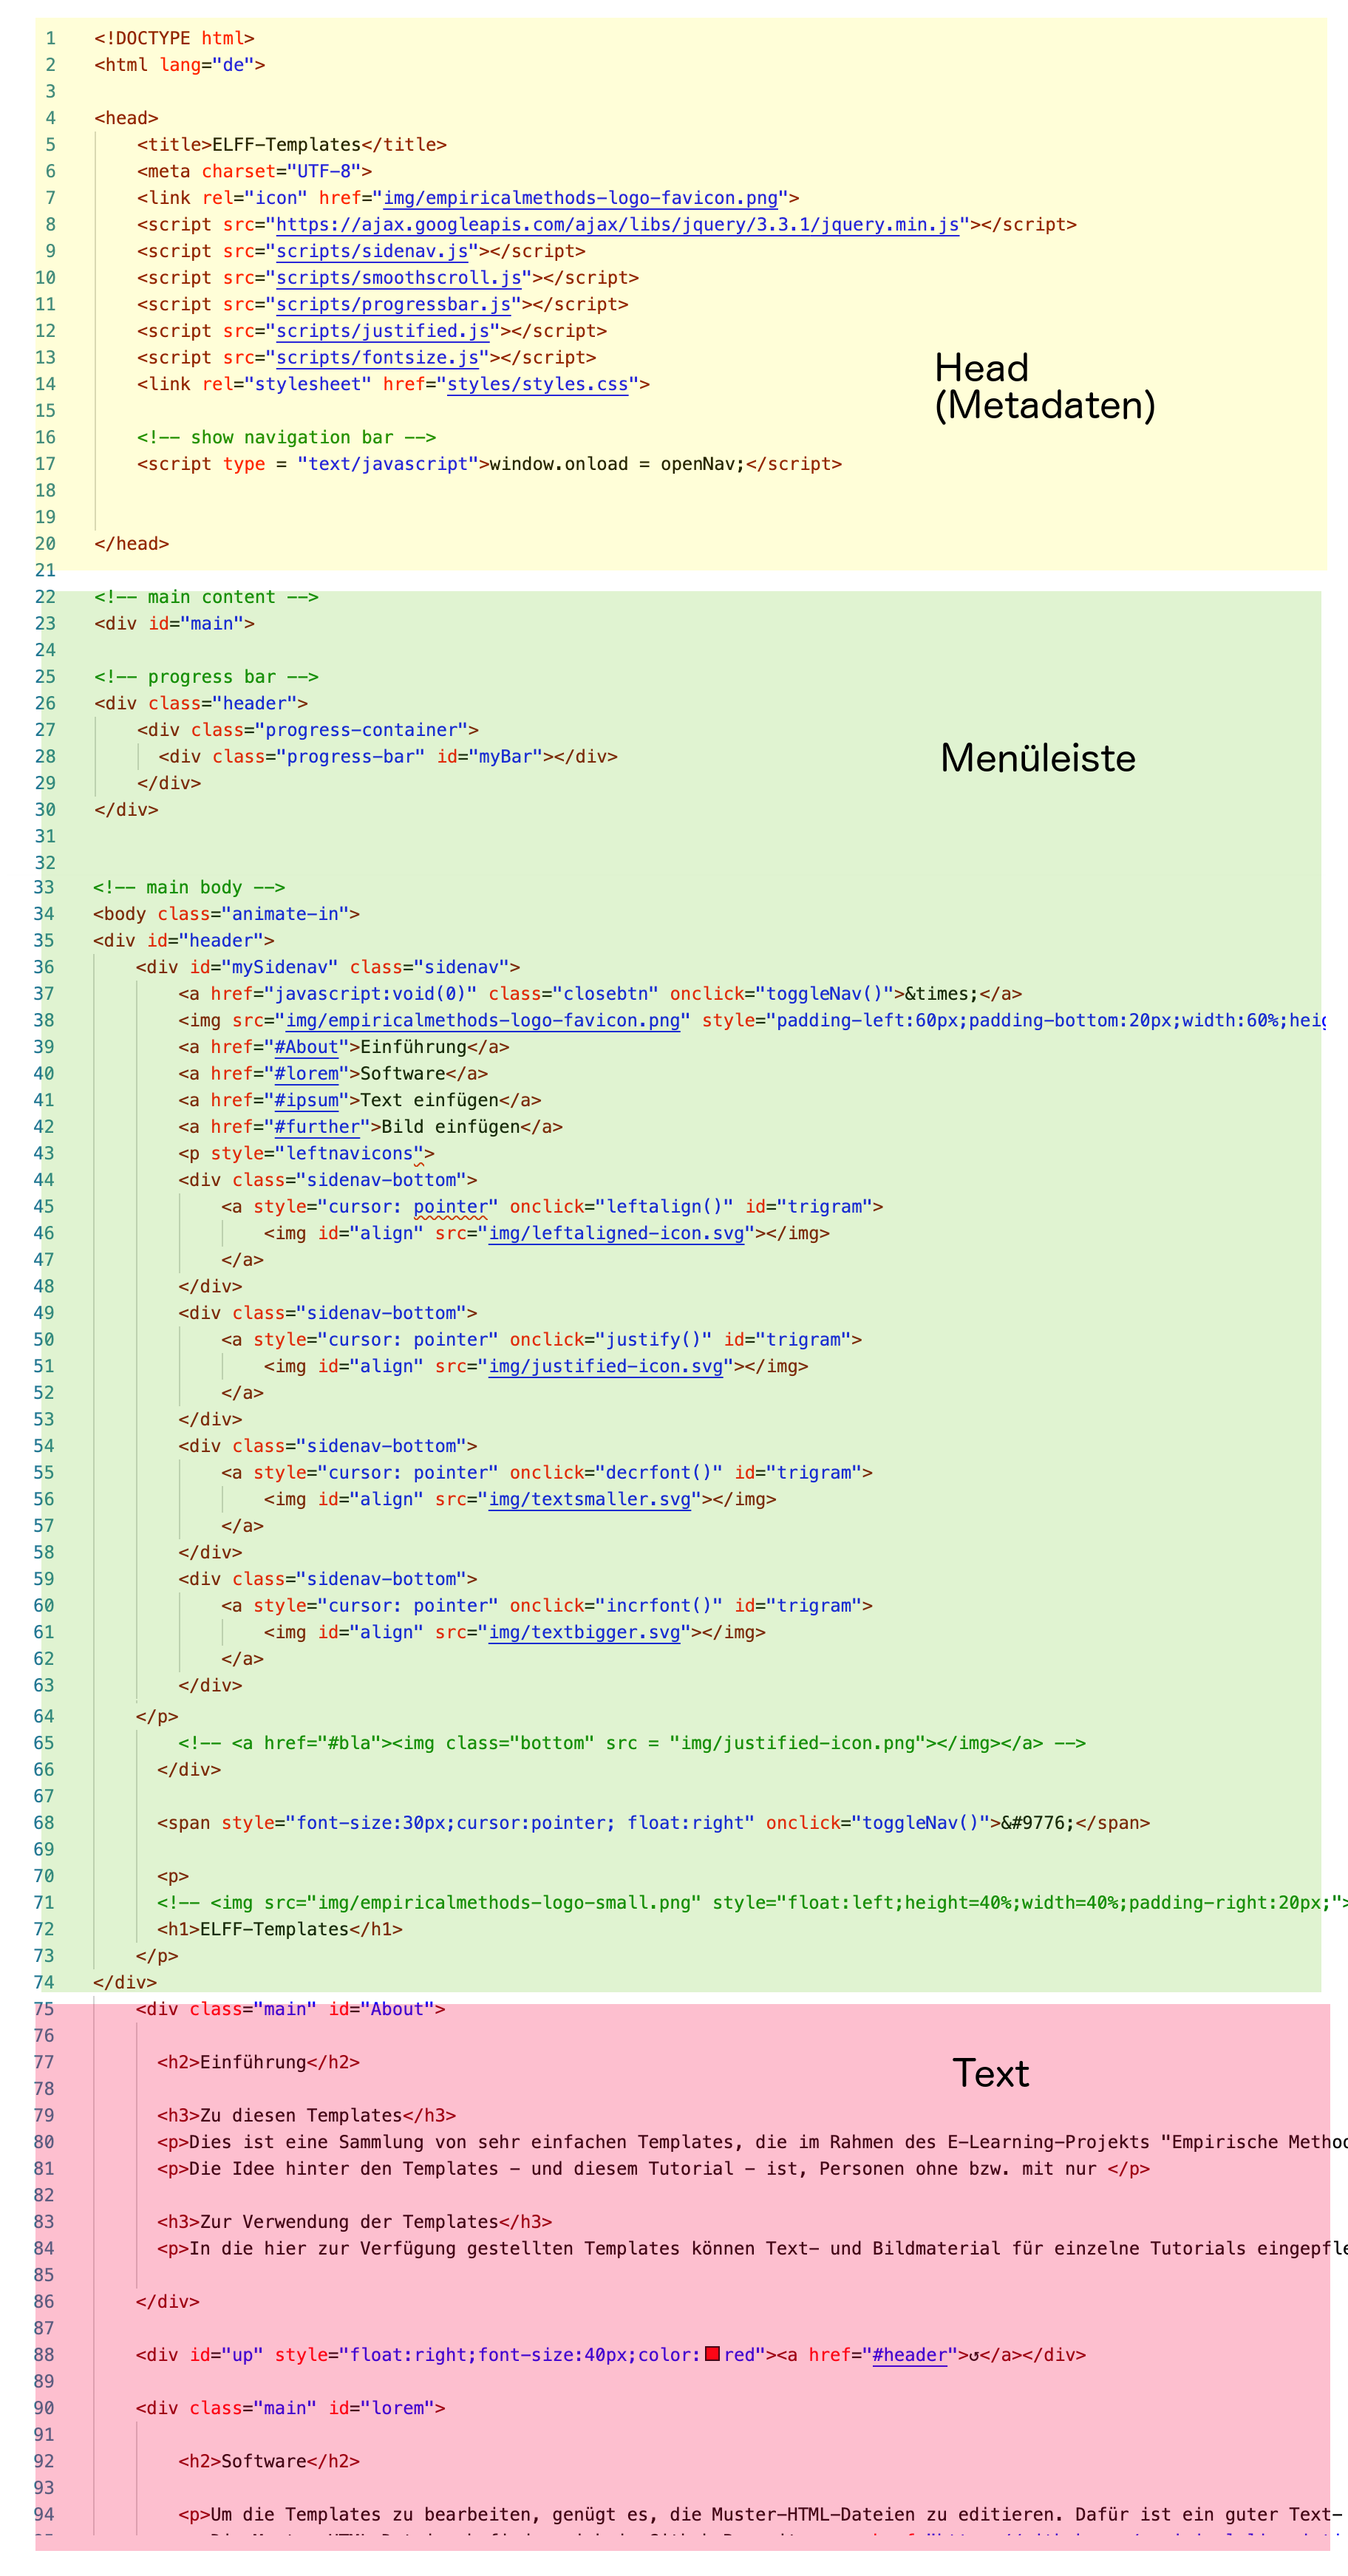 1 <!DOCTYPE html>
2 <html lang="de">
3
4 <head>
5 <title>ELFF-Templates</title>
6 <meta charset="UTF-8">
7 <link rel="icon" href="img/empiricalmethods-logo-favicon.png">
8 <script src="https://ajax.googleapis.com/ajax/libs/jquery/3.3.1/jquery.min.js"></script>
9 <script src="scripts/sidenav.js"></script>
10 <script src="scripts/smoothscroll.js"></script>
11 <script src="scripts/progressbar.js"></script>
12 <script src="scripts/justified.js"></script>
13 <script src="scripts/fontsize.js"></script>
14 <link rel="stylesheet" href="styles/styles.css">
Head
(Metadaten)
15
16 <!-- show navigation bar -->
17 <script type = "text/javascript">window.onload = openNav;</script>
18
19
20 </head>
21
22 <!-- main content -->
23 <div id="main">
24
25 <!-- progress bar -->
26 <div class="header">
27 <div class="progress-container">
28 <div class="progress-bar" id="myBar"></div>
Menüleiste
29 </div>
30 </div>
31
32
33 <!-- main body -->
34 <body class="animate-in">
35 <div id="header">
36 <div id="mySidenav" class="sidenav">
37 <a href="javascript:void(0)" class="closebtn" onclick="toggleNav()">&times;</a>
38 <img src="img/empiricalmethods-logo-favicon.png" style="padding-left:60px;padding-bottom:20px;width:60%;heig
39 <a href="#About">Einführung</a>
40 <a href="#lorem">Software</a>
41 <a href="#ipsum">Text einfügen</a>
42 <a href="#further">Bild einfügen</a>
43 <p style="leftnavicons">
44 <div class="sidenav-bottom">
45 <a style="cursor: pointer" onclick="leftalign()" id="trigram">
46 <img id="align" src="img/leftaligned-icon.svg"></img>
47 </a>
48 </div>
49 <div class="sidenav-bottom">
50 <a style="cursor: pointer" onclick="justify()" id="trigram">
51 <img id="align" src="img/justified-icon.svg"></img>
52 </a>
53 </div>
54 <div class="sidenav-bottom">
55 <a style="cursor: pointer" onclick="decrfont()" id="trigram">
56 <img id="align" src="img/textsmaller.svg"></img>
57 </a>
58 </div>
59 <div class="sidenav-bottom">
60 <a style="cursor: pointer" onclick="incrfont()" id="trigram">
61 <img id="align" src="img/textbigger.svg"></img>
62 </a>
63 </div>
64 </p>
65 <!-- <a href="#bla"><img class="bottom" src = "img/justified-icon.png"></img></a> -->
66 </div>
67
68 <span style="font-size:30px;cursor:pointer; float:right" onclick="toggleNav()">&#9776;</span>
69
70 <p>
71 <!-- <img src="img/empiricalmethods-logo-small.png" style="float:left;height=40%;width=40%;padding-right:20px;">
72 <h1>ELFF-Templates</h1>
73 </p>
74 </div>
75 <div class="main" id="About">
76
77 <h2>Einführung</h2>
Text
78
79 <h3>Zu diesen Templates</h3>
80 <p>Dies ist eine Sammlung von sehr einfachen Templates, die im Rahmen des E-Learning-Projekts "Empirische Method
81 <p>Die Idee hinter den Templates - und diesem Tutorial - ist, Personen ohne bzw. mit nur </p>
82
83 <h3>Zur Verwendung der Templates</h3>
84 <p>In die hier zur Verfügung gestellten Templates können Text- und Bildmaterial für einzelne Tutorials eingepfle
85
86 </div>
87
88 <div id="up" style="float:right;font-size:40px;color:red"><a href="#header">↺</a></div>
89
90 <div class="main" id="lorem">
91
92 <h2>Software</h2>
93
94 <p>Um die Templates zu bearbeiten, genügt es, die Muster-HTML-Dateien zu editieren. Dafür ist ein guter Text-